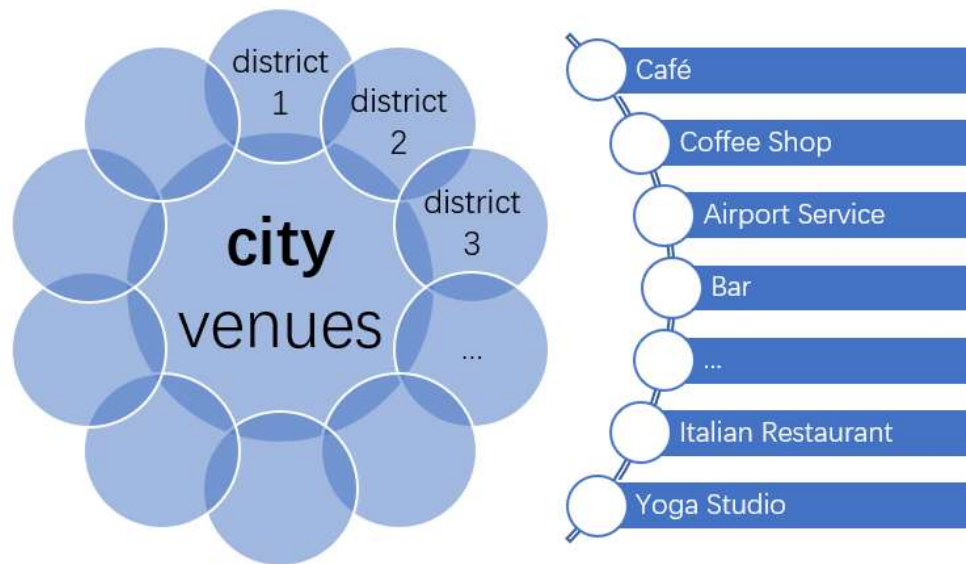 district
1
district
2
district
3
...
city
venues
Café
Coffee Shop
Airport Service
Bar
...
Italian Restaurant
Yoga Studio